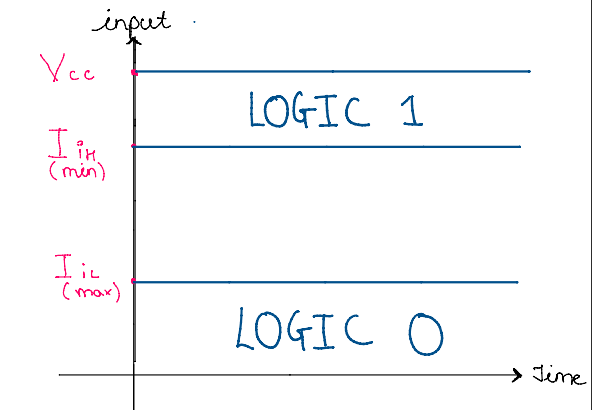 input
Vcc
LOGIC 1
IiH
(min)
IiL
(max)
LOGIC 0
Time